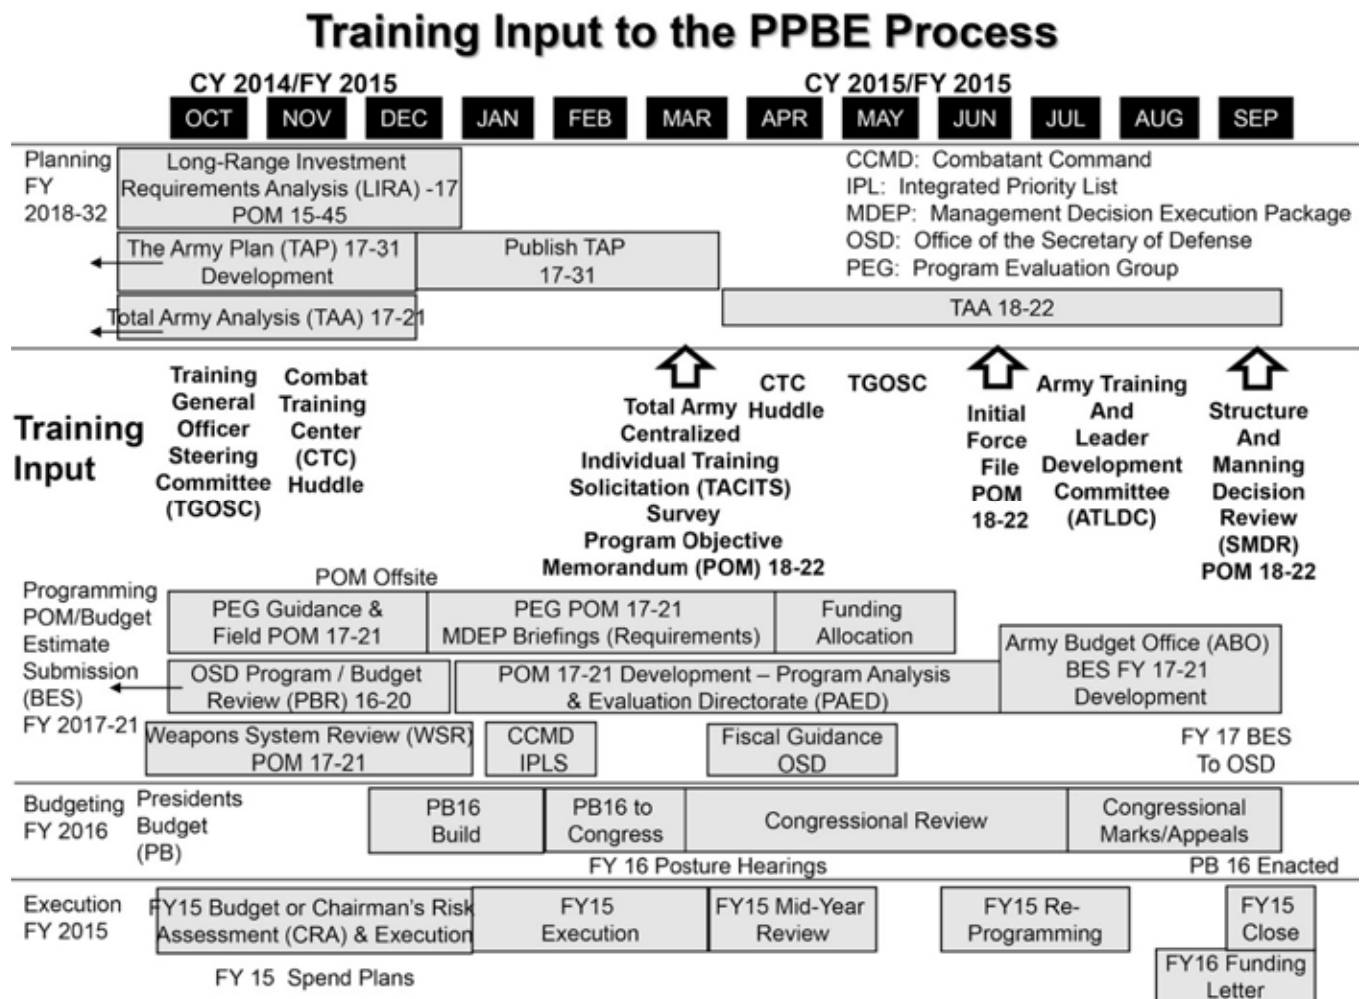 Training Input to the PPBE Process
CY 2014/FY 2015
CY 2015/FY 2015
OCT NOV DEC JAN FEB MAR APR MAY JUN JUL AUG SEP
Planning
FY
2018-32
Long-Range Investment
Requirements Analysis (LIRA) -17
POM 15-45
The Army Plan (TAP) 17-31
Development
Publish TAP
17-31
Total Army Analysis (TAA) 17-21
CCMD: Combatant Command
IPL: Integrated Priority List
MDEP: Management Decision Execution Package
OSD: Office of the Secretary of Defense
PEG: Program Evaluation Group
TAA 18-22
Training
Input
Training
General
Officer
Steering
Committee
(TGOSC)
Combat
Training
Center
(CTC)
Huddle
Total Army
Centralized
Individual Training
Solicitation (TACITS)
Survey
Program Objective
Memorandum (POM) 18-22
CTC
Huddle
TGOSC
Initial
Force
File
POM
18-22
Army Training
And
Leader
Development
Committee
(ATLDC)
Structure
And
Manning
Decision
Review
(SMDR)
POM 18-22
Programming
POM/Budget
Estimate
Submission
(BES)
FY 2017-21
POM Offsite
PEG Guidance &
Field POM 17-21
PEG POM 17-21
MDEP Briefings (Requirements)
Funding
Allocation
OSD Program / Budget
Review (PBR) 16-20
POM 17-21 Development – Program Analysis
& Evaluation Directorate (PAED)
Army Budget Office (ABO)
BES FY 17-21
Development
Weapons System Review (WSR)
POM 17-21
CCMD
IPLS
Fiscal Guidance
OSD
FY 17 BES
To OSD
Budgeting
FY 2016
Presidents
Budget
(PB)
PB16
Build
PB16 to
Congress
Congressional Review
Congressional
Marks/Appeals
FY 16 Posture Hearings
PB 16 Enacted
Execution
FY 2015
FY15 Budget or Chairman's Risk
Assessment (CRA) & Execution
FY15
Execution
FY15 Mid-Year
Review
FY15 Re-
Programming
FY15
Close
FY 15 Spend Plans
FY16 Funding
Letter